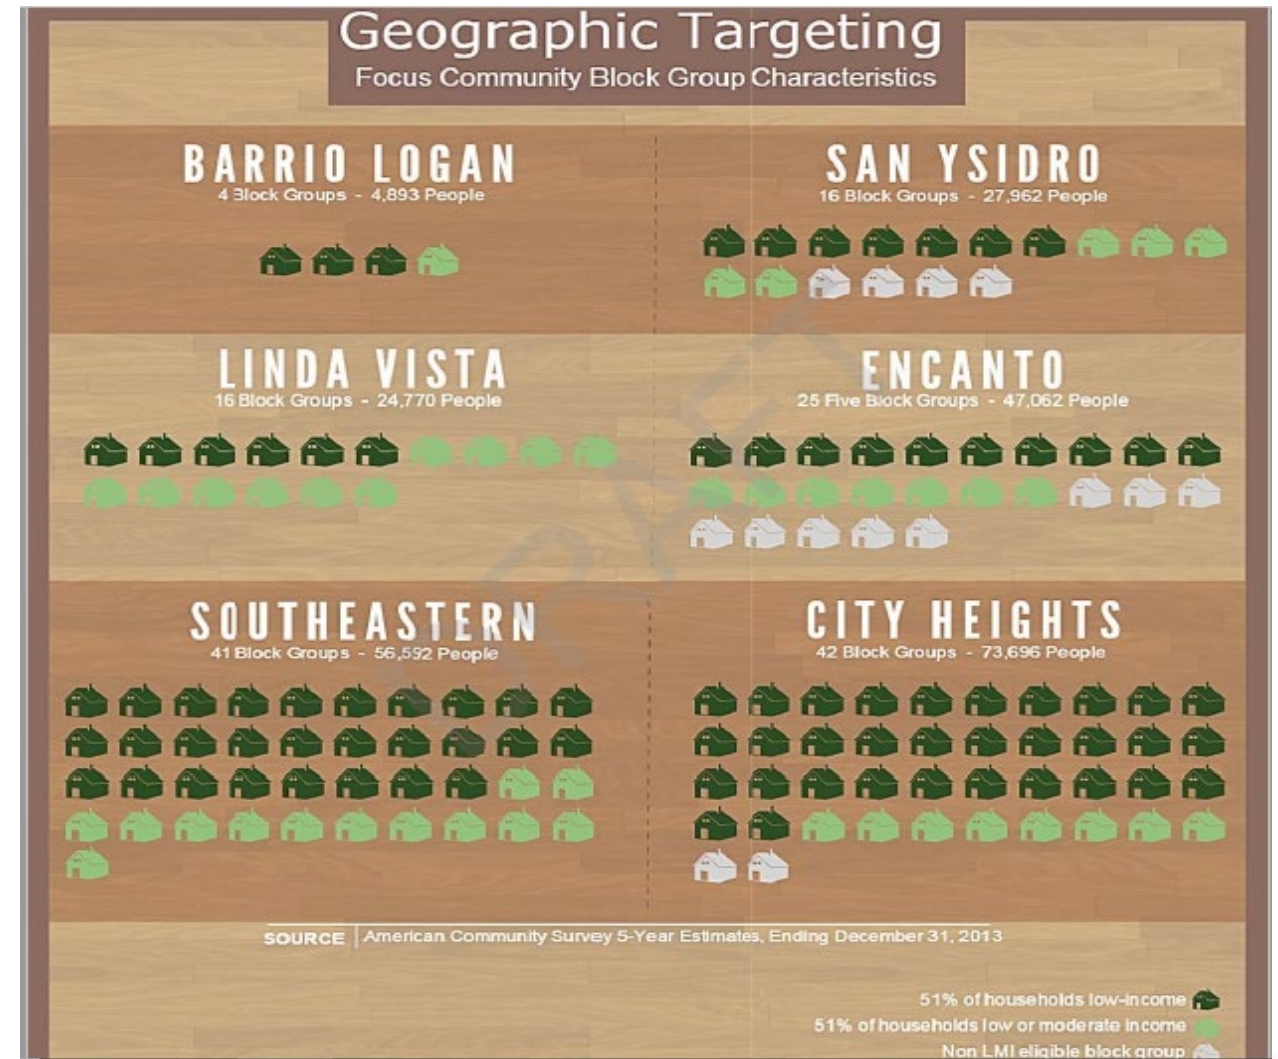 Geographic Targeting
Focus Community Block Group Characteristics
BARRIO LOGAN
4 Block Groups - 4,893 People
SAN YSIDRO
16 Block Groups - 27,962 People
LINDA VISTA
16 Block Groups - 24,770 People
ENCANTO
25 Five Block Groups - 47,062 People
SOUTHEASTERN
41 Block Groups - 56,592 People
CITY HEIGHTS
42 Block Groups - 73,696 People
DRAFT
SOURCE | American Community Survey 5-Year Estimates, Ending December 31, 2013
51% of households low-income
51% of households low or moderate income
Non LMI eligible block group